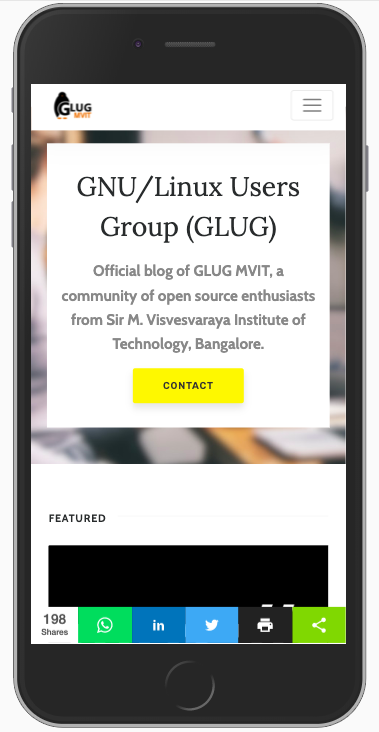 GLUG
MVIT
GNU/Linux Users
Group (GLUG)
Official blog of GLUG MVIT, a
community of open source enthusiasts
from Sir M. Visvesvaraya Institute of
Technology, Bangalore.
CONTACT
FEATURED
198
Shares
in